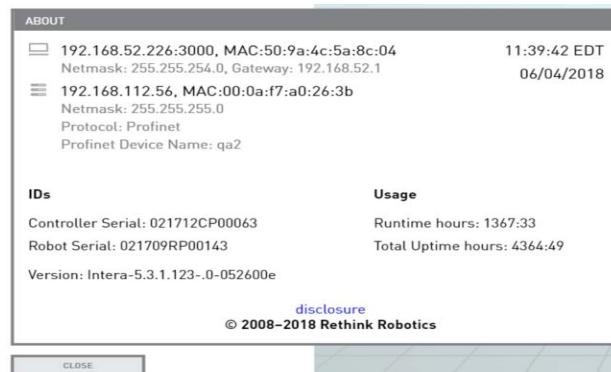 ABOUT
192.168.52.226:3000, MAC:50:9a:4c:5a:8c:04
11:39:42 EDT
Netmask: 255.255.254.0, Gateway: 192.168.52.1
06/04/2018
192.168.112.56, MAC:00:0a:f7:a0:26:3b
Netmask: 255.255.255.0
Protocol: Profinet
Profinet Device Name: qa2
IDs
Usage
Controller Serial: 021712CP00063
Runtime hours: 1367:33
Robot Serial: 021709RP00143
Total Uptime hours: 4364:49
Version: Intera-5.3.1.123-.0-052600e
disclosure
© 2008–2018 Rethink Robotics
CLOSE